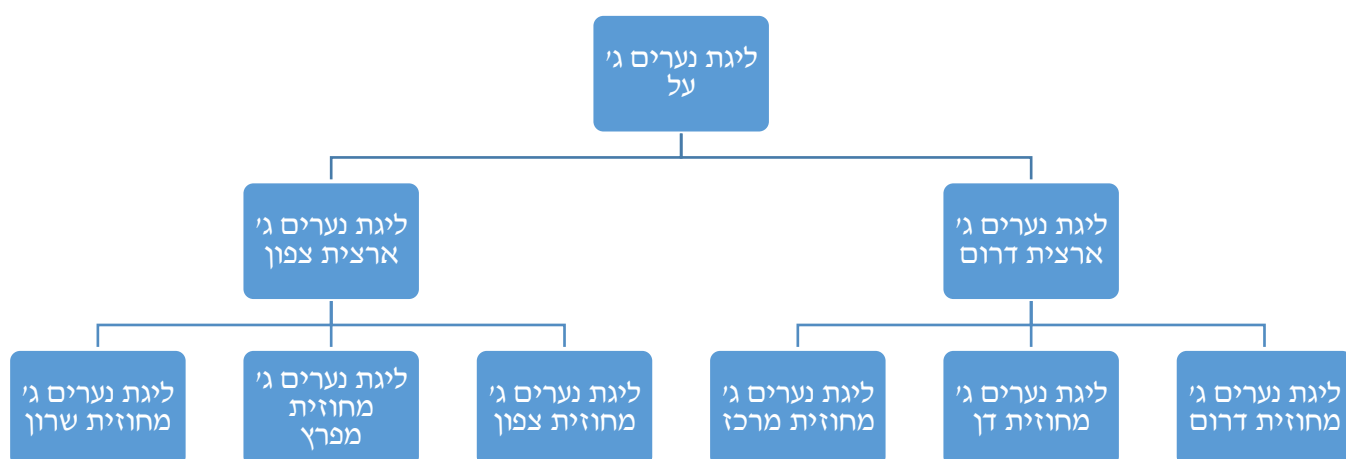 ליגת נערים ג׳
על
ליגת נערים ג׳
ארצית דרום
ליגת נערים ג׳
ארצית צפון
ליגת נערים ג׳
מחוזית דרום
ליגת נערים ג׳
מחוזית דן
ליגת נערים ג׳
מחוזית מרכז
ליגת נערים ג׳
מחוזית צפון
ליגת נערים ג׳
מחוזית
מפרץ
ליגת נערים ג׳
מחוזית שרון